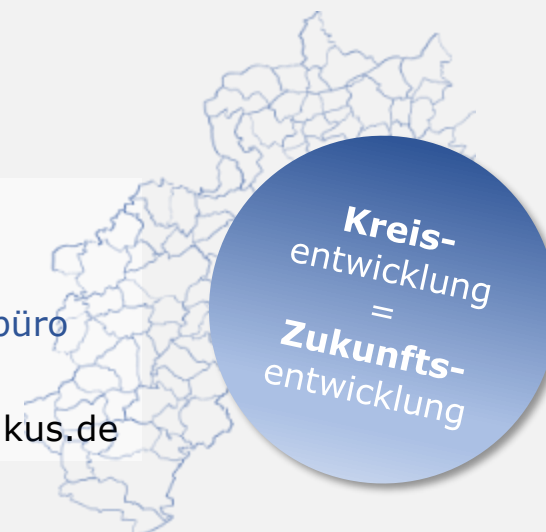 büro
kus.de
Kreis-
entwicklung
=
Zukunfts-
entwicklung